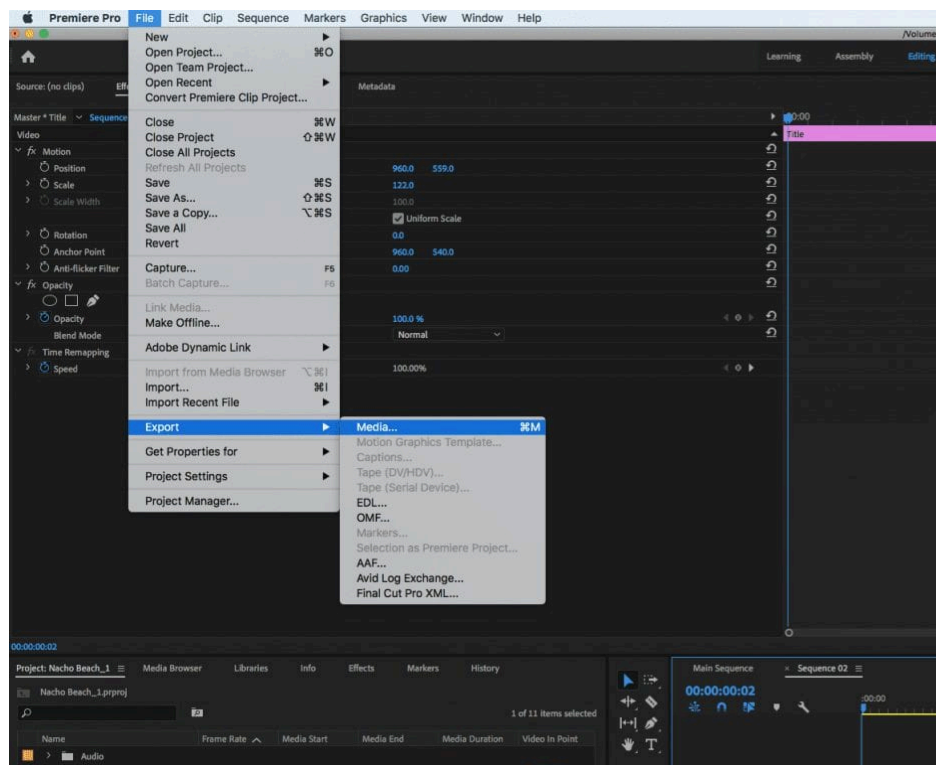 Premiere Pro File Edit Clip Sequence Markers Graphics View Window Help
/Volume
Learning Assembly Editing
New
Open Project... ⌘O
Open Team Project...
Open Recent
Convert Premiere Clip Project...
Close ⌘W
Close Project ⇧⌘W
Close All Projects
Refresh All Projects
Save ⌘S
Save As... ⇧⌘S
Save a Copy... ⌥⌘S
Save All
Revert
Capture... F5
Batch Capture... F6
Link Media...
Make Offline...
Adobe Dynamic Link
Import from Media Browser ⌥⌘I
Import... ⌘I
Import Recent File
Export
Get Properties for
Project Settings
Project Manager...
Media... ⌘M
Motion Graphics Template...
Captions...
Tape (DV/HDV)...
Tape (Serial Device)...
EDL...
OMF...
Markers...
Selection as Premiere Project...
AAF...
Avid Log Exchange...
Final Cut Pro XML...
Source: (no clips) Effe Metadata
Master * Title Sequence
Video
fx Motion
Position 960.0 559.0
Scale 122.0
Scale Width 100.0
Uniform Scale
Rotation 0.0
Anchor Point 960.0 540.0
Anti-flicker Filter 0.00
fx Opacity
Opacity 100.0 %
Blend Mode Normal
fx Time Remapping
Speed 100.00%
:00:00
Title
00:00:00:02
Project: Nacho Beach_1 Media Browser Libraries Info Effects Markers History
Nacho Beach_1.prproj
1 of 11 items selected
Name Frame Rate Media Start Media End Media Duration Video In Point
Audio
T
Main Sequence × Sequence 02
00:00:00:02
:00:00